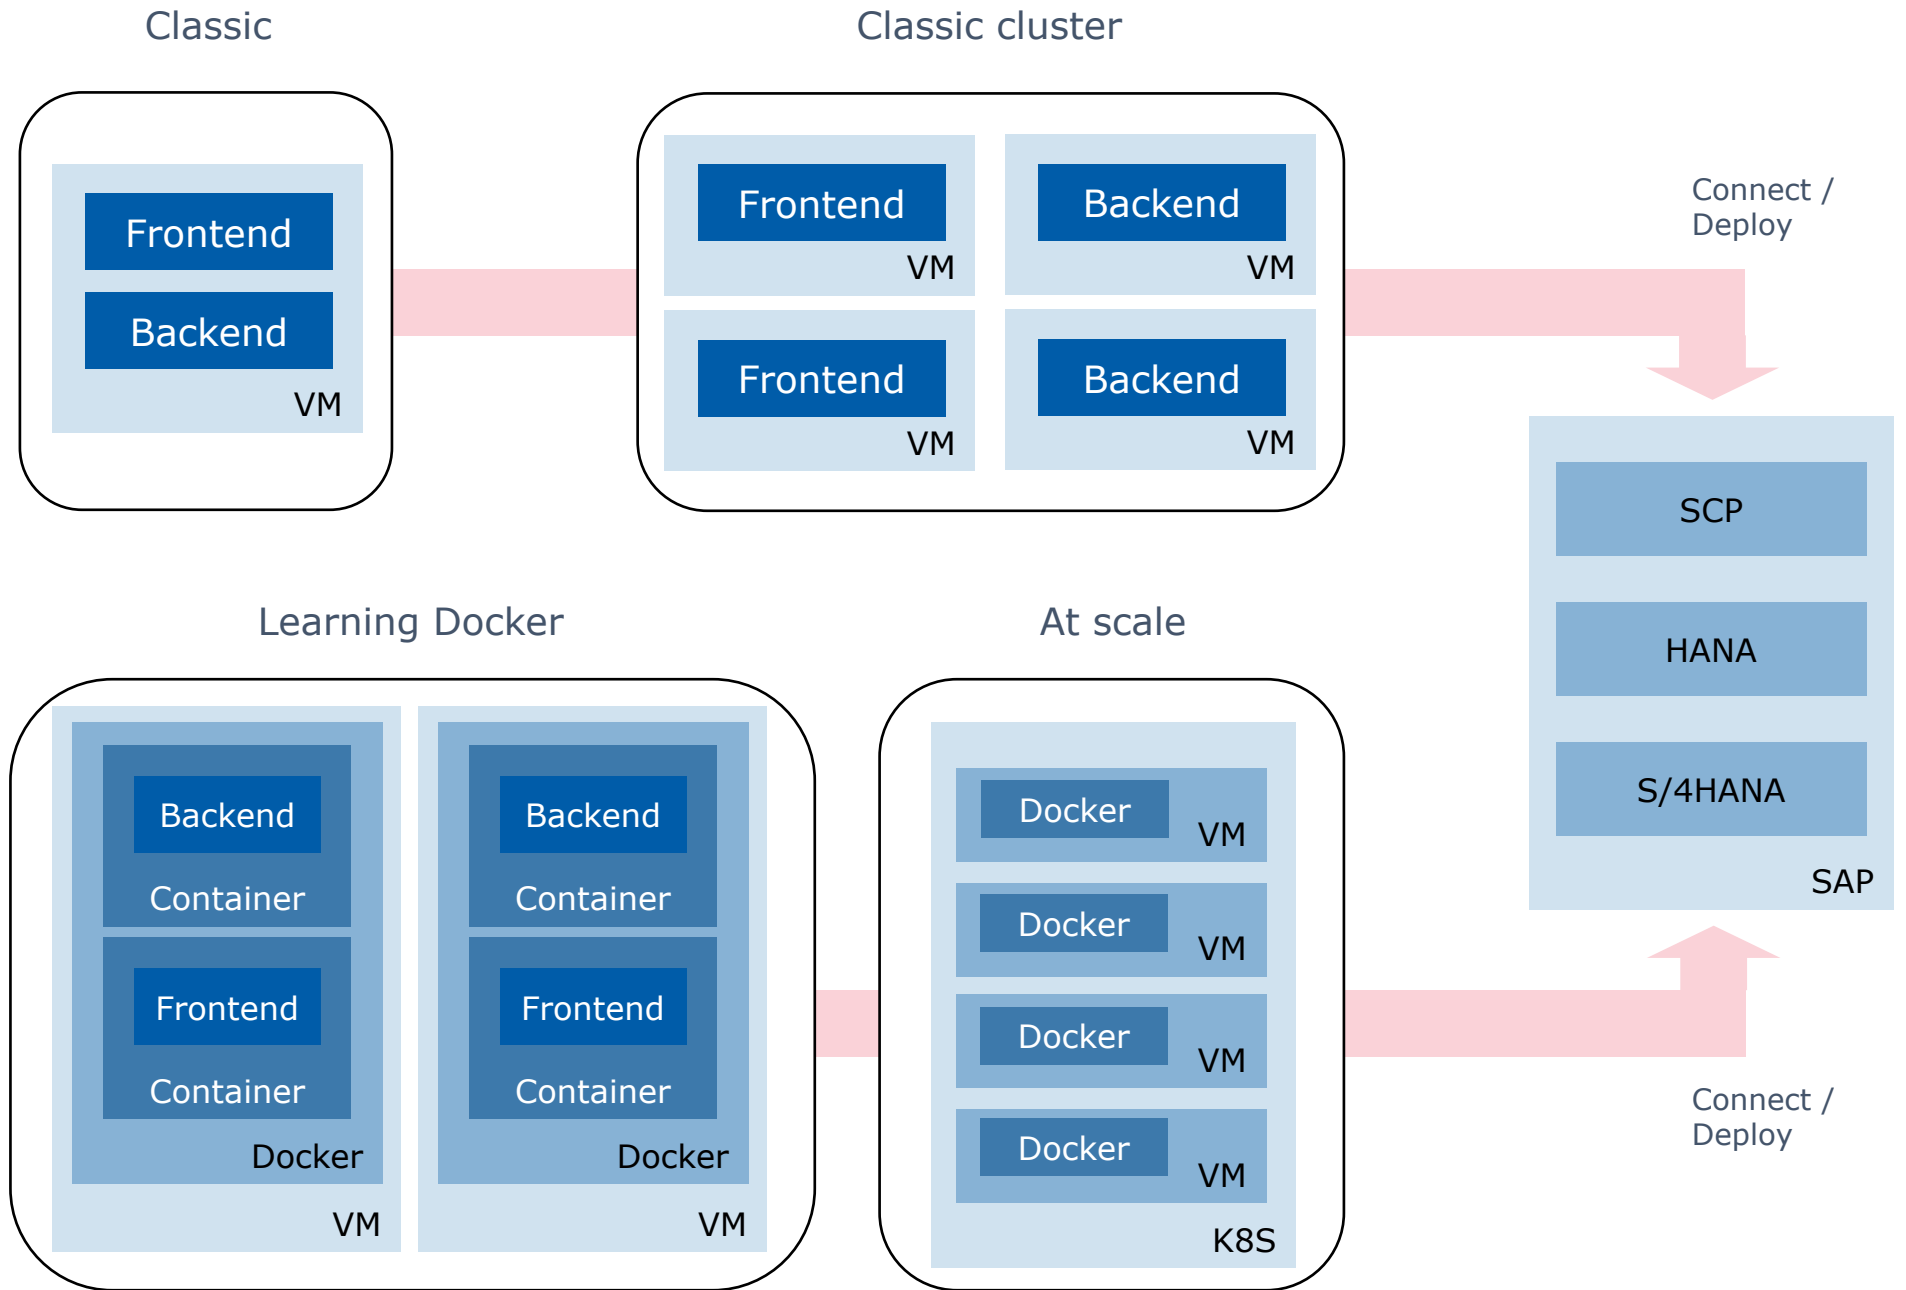 Classic
Classic cluster
Frontend
Backend
VM
Frontend
VM
Backend
VM
Frontend
VM
Backend
VM
Connect /
Deploy
SCP
HANA
S/4HANA
SAP
Learning Docker
At scale
Backend
Container
Frontend
Container
Docker
VM
Backend
Container
Frontend
Container
Docker
VM
Docker
VM
Docker
VM
Docker
VM
Docker
VM
K8S
Connect /
Deploy